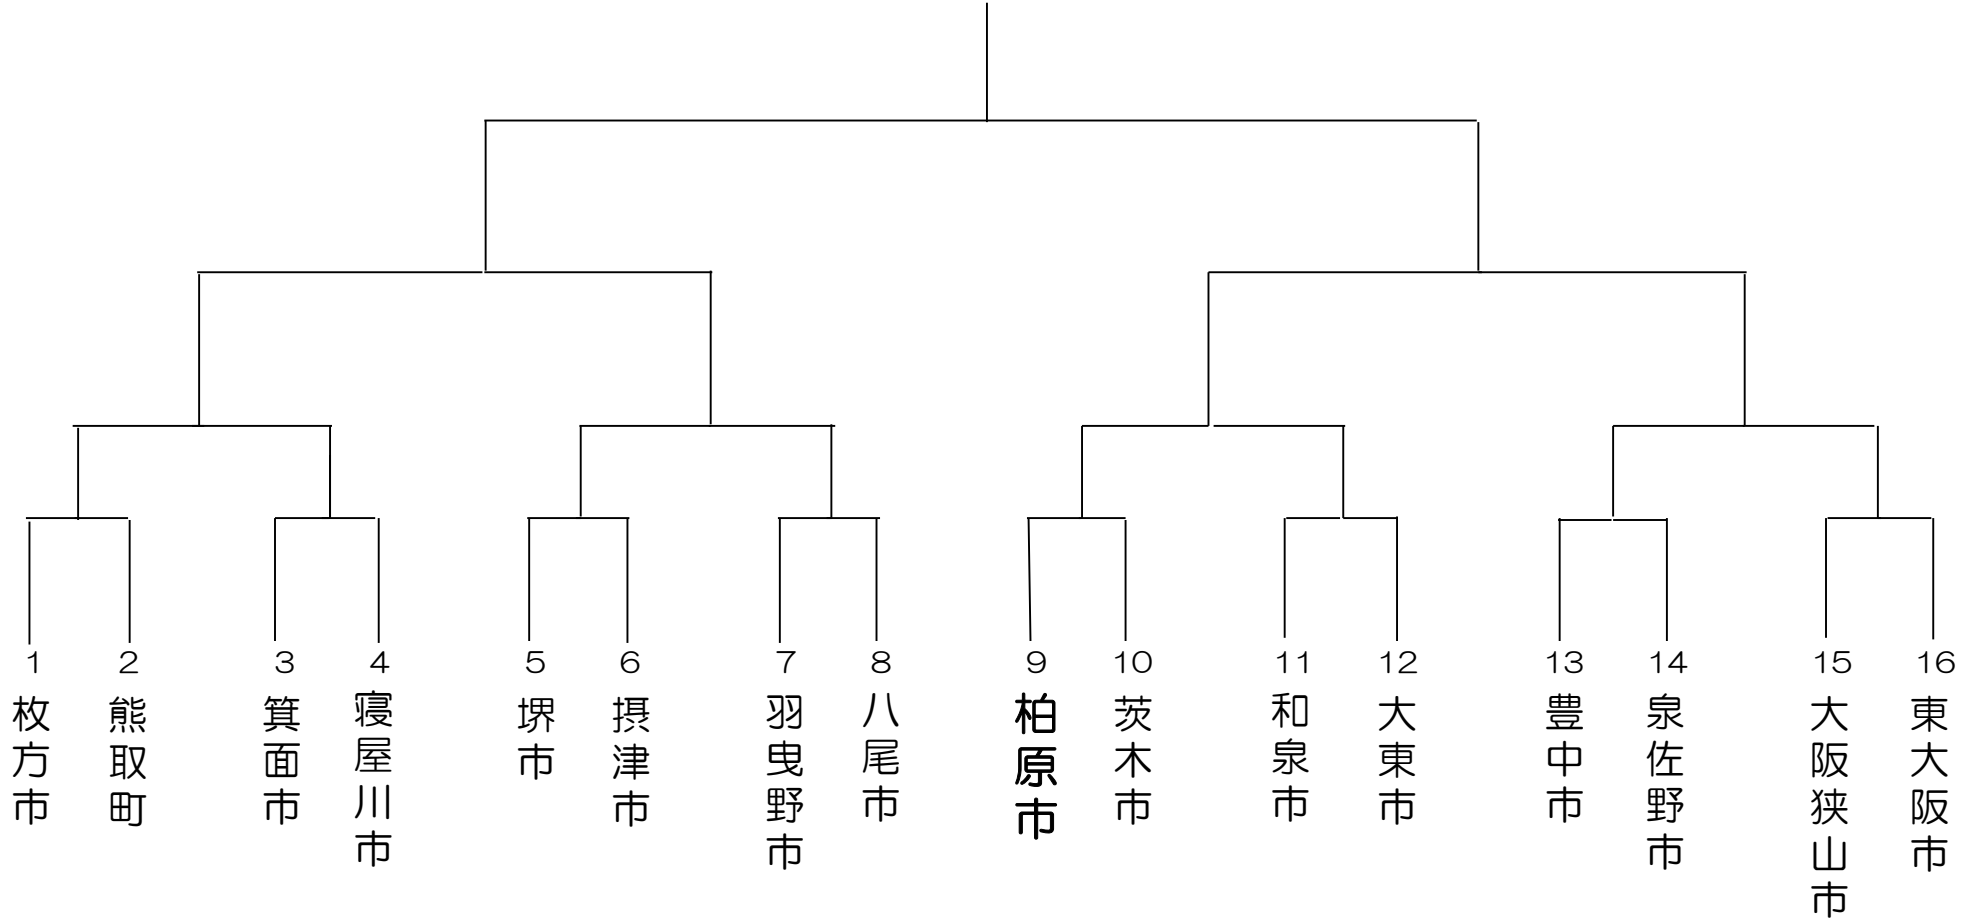 1
2
3
4
5
6
7
8
9
10
11
12
13
14
15
16
枚方市
熊取町
箕面市
寝屋川市
堺市
摂津市
羽曳野市
八尾市
柏原市
茨木市
和泉市
大東市
豊中市
泉佐野市
大阪狭山市
東大阪市